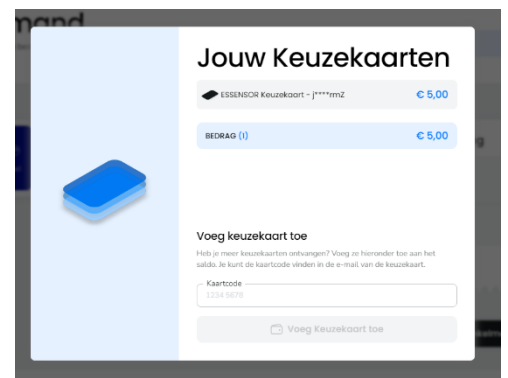 mand
Jouw Keuzekaarten
ESSENSOR Keuzekaart - j****rmZ € 5,00
BEDRAG (1) € 5,00
Voeg keuzekaart toe
Heb je meer keuzekaarten ontvangen? Voeg ze hieronder toe aan het
saldo. Je kunt de kaartcode vinden in de e-mail van de keuzekaart.
Kaartcode
1234 5678
Voeg Keuzekaart toe